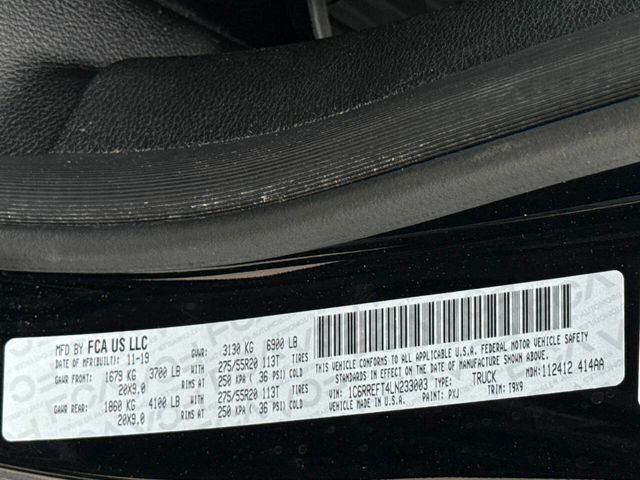 MFD BY FCA US LLC
DATE OF MFR(BUILT): 11-19 GVWR: 3130 KG 6900 LB
GAWR FRONT: 1679 KG 3700 LB 275/55R20 113T TIRES
20X9.0 AT 250 KPA( 36 PSI) COLD
GAWR REAR: 1860 KG 4100 LB 275/55R20 113T TIRES
20X9.0 AT 250 KPA( 36 PSI) COLD
THIS VEHICLE CONFORMS TO ALL APPLICABLE U.S.A. FEDERAL MOTOR VEHICLE SAFETY
STANDARDS IN EFFECT ON THE DATE OF MANUFACTURE SHOWN ABOVE.
VIN: 1C6RREFT4LN233003 TYPE: TRUCK MDH: 112412 414AA
VEHICLE MADE IN U.S.A. PAINT: PXJ TRIM: T9X9